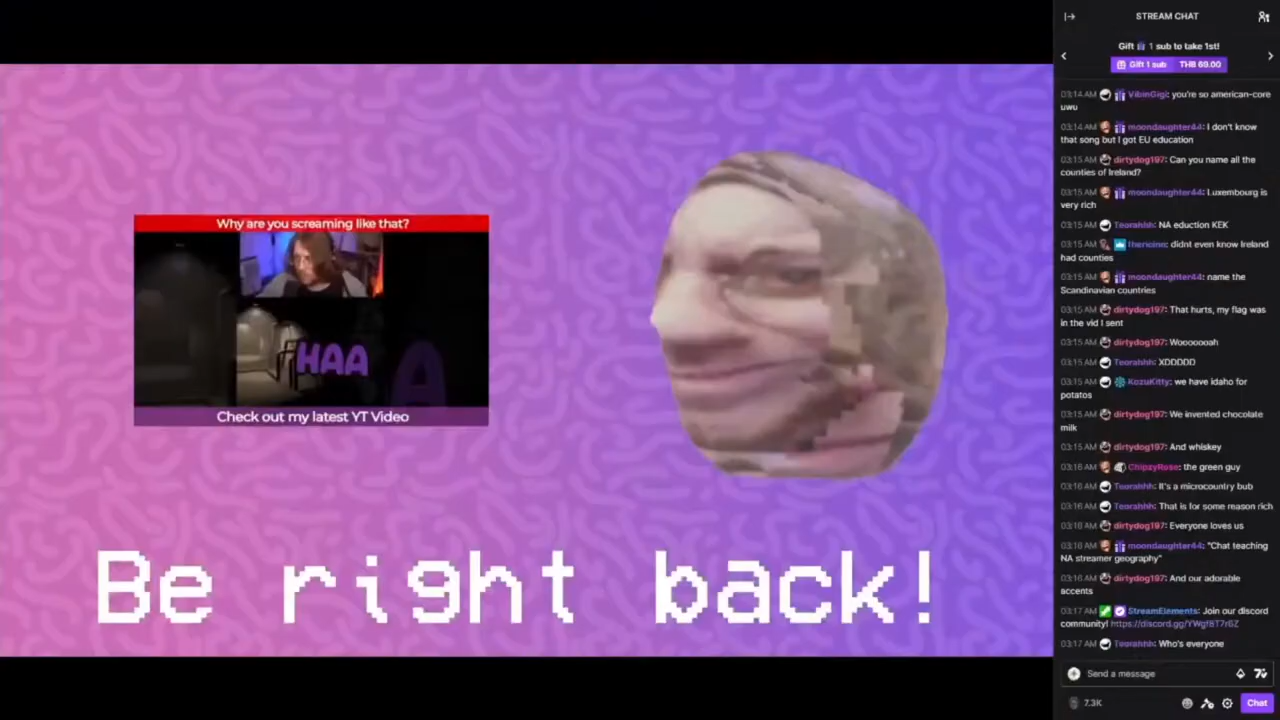 Why are you screaming like that?
HAA
A
Check out my latest YT Video
Be right back!
STREAM CHAT
Gift 1 sub to take 1st!
Gift 1 sub THB 69.00
03:14 AM VibinGigi: you're so american-core
uwu
03:14 AM moondaughter44: I don't know
that song but I got EU education
03:15 AM dirtydog197: Can you name all the
counties of Ireland?
03:15 AM moondaughter44: Luxembourg is
very rich
03:15 AM Teorahhh: NA eduction KEK
03:15 AM thericine: didnt even know Ireland
had counties
03:15 AM moondaughter44: name the
Scandinavian countries
03:15 AM dirtydog197: That hurts, my flag was
in the vid I sent
03:15 AM dirtydog197: Wooooooah
03:15 AM Teorahhh: XDDDDD
03:15 AM KozuKitty: we have idaho for
potatos
03:15 AM dirtydog197: We invented chocolate
milk
03:15 AM dirtydog197: And whiskey
03:16 AM ChipzyRose: the green guy
03:16 AM Teorahhh: It's a microcountry bub
03:16 AM Teorahhh: That is for some reason rich
03:16 AM dirtydog197: Everyone loves us
03:16 AM moondaughter44: "Chat teaching
NA streamer geography"
03:16 AM dirtydog197: And our adorable
accents
03:17 AM StreamElements: Join our discord
community! https://discord.gg/YWgf8T7r6Z
03:17 AM Teorahhh: Who's everyone
Send a message
7.3K
Chat